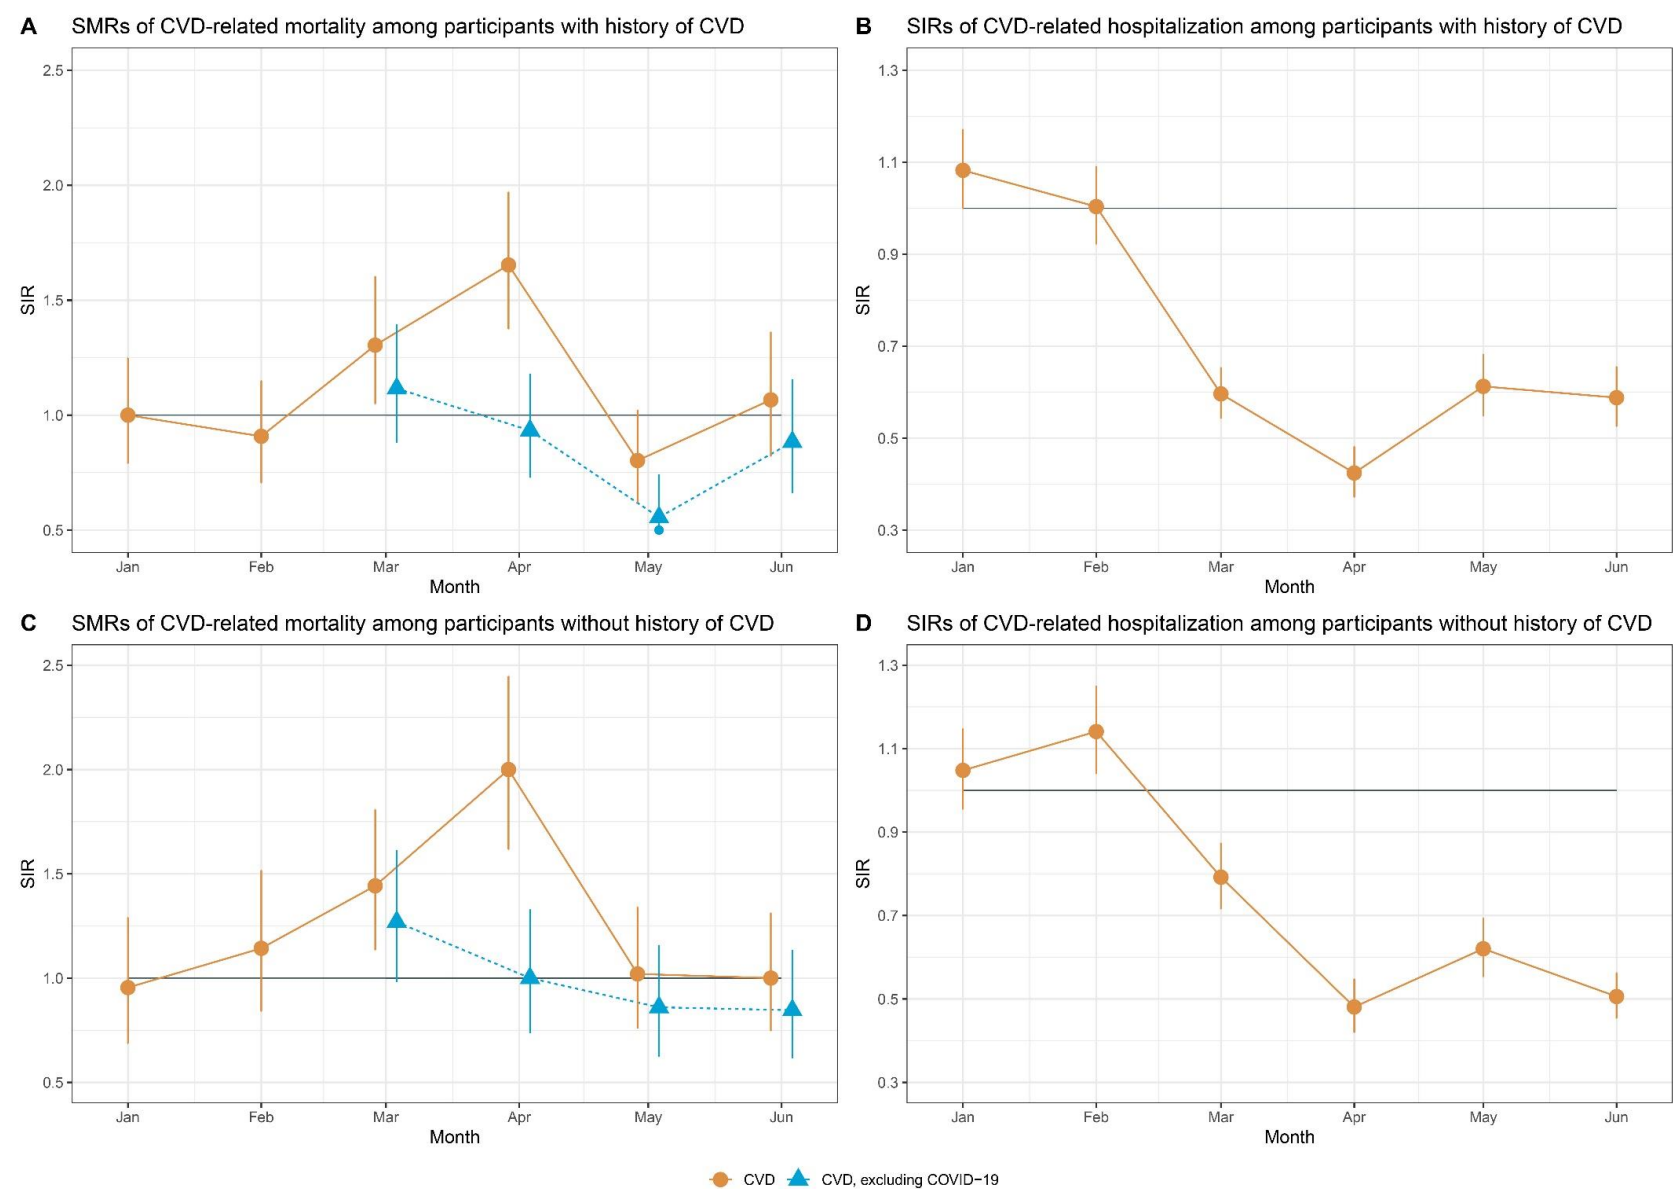 A SMRs of CVD-related mortality among participants with history of CVD
2.5
2.0
1.5
1.0
0.5
SIR
Jan Feb Mar Apr May Jun
Month
B SIRs of CVD-related hospitalization among participants with history of CVD
1.3
1.1
0.9
0.7
0.5
0.3
SIR
Jan Feb Mar Apr May Jun
Month
C SMRs of CVD-related mortality among participants without history of CVD
2.5
2.0
1.5
1.0
0.5
SIR
Jan Feb Mar Apr May Jun
Month
D SIRs of CVD-related hospitalization among participants without history of CVD
1.3
1.1
0.9
0.7
0.5
0.3
SIR
Jan Feb Mar Apr May Jun
Month
CVD CVD, excluding COVID−19